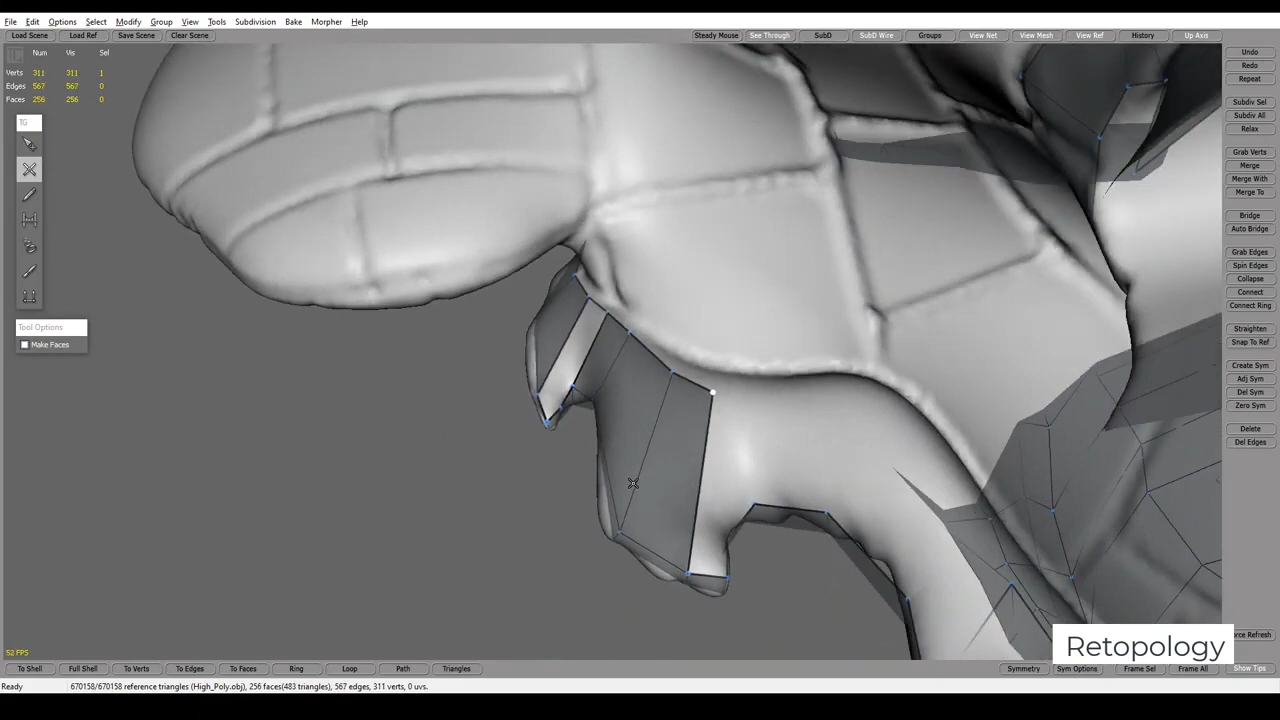 File Edit Options Select Modify Group View Tools Subdivision Bake Morpher Help
Load Scene Load Ref Save Scene Clear Scene Steady Mouse See Through SubD SubD Wire Groups View Net View Mesh View Ref History Up Axis
Num Vis Sel
Verts 311 311 1
Edges 567 567 0
Faces 256 256 0
TG
Tool Options
Make Faces
Undo
Redo
Repeat
Subdiv Sel
Subdiv All
Relax
Grab Verts
Merge
Merge With
Merge To
Bridge
Auto Bridge
Grab Edges
Spin Edges
Collapse
Connect
Connect Ring
Straighten
Snap To Ref
Create Sym
Adj Sym
Del Sym
Zero Sym
Delete
Del Edges
orce Refresh
Retopology
52 FPS
To Shell Full Shell To Verts To Edges To Faces Ring Loop Path Triangles Symmetry Sym Options Frame Sel Frame All Show Tips
Ready 670158/670158 reference triangles (High_Poly.obj), 256 faces(483 triangles), 567 edges, 311 verts, 0 uvs.